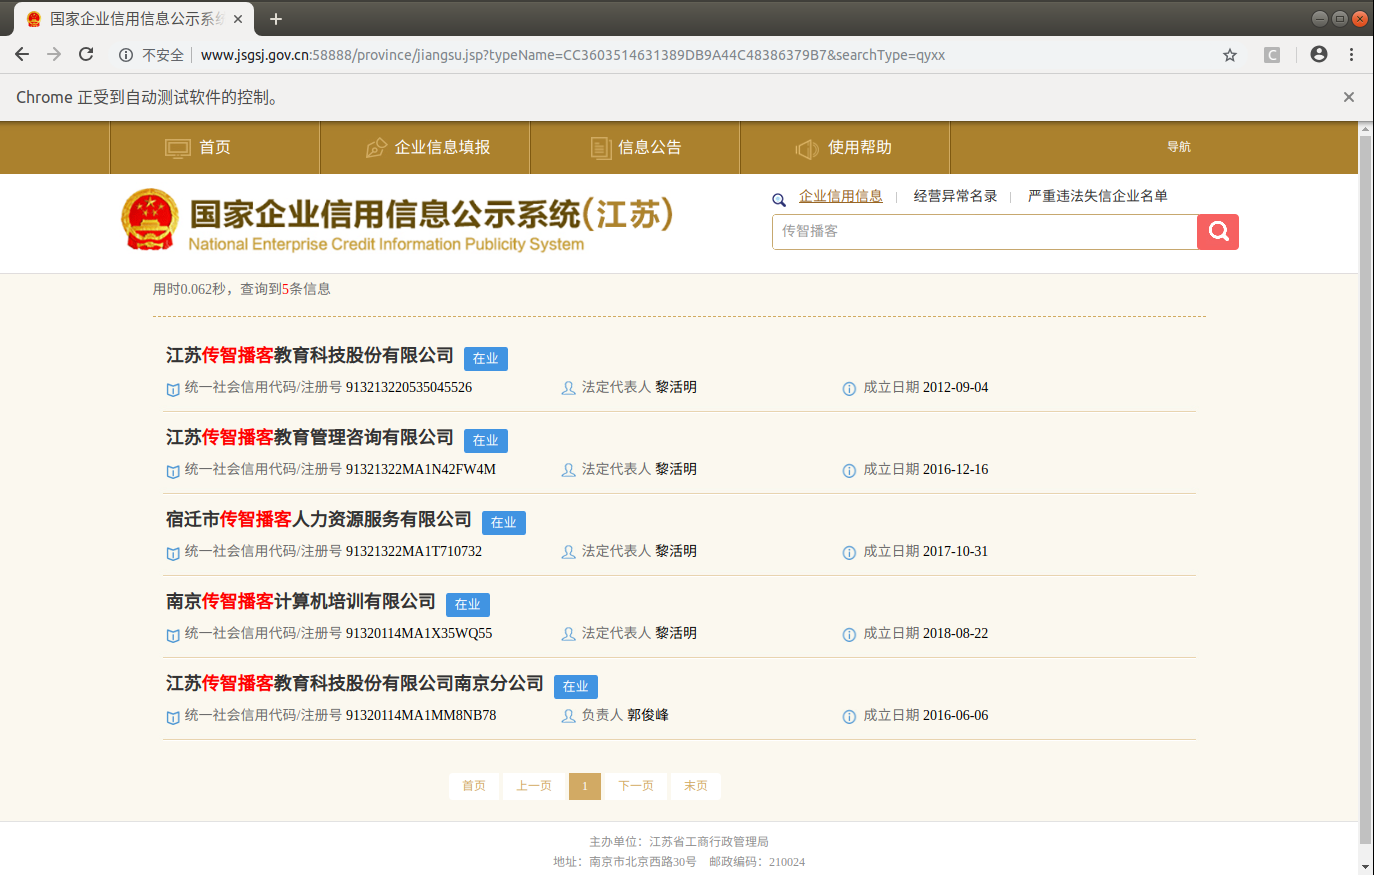 国家企业信用信息公示系统
不安全 www.jsgsj.gov.cn:58888/province/jiangsu.jsp?typeName=CC3603514631389DB9A44C48386379B7&searchType=qyxx
Chrome 正受到自动测试软件的控制。
首页 企业信息填报 信息公告 使用帮助 导航
国家企业信用信息公示系统(江苏)
National Enterprise Credit Information Publicity System
企业信用信息 经营异常名录 严重违法失信企业名单
传智播客
用时0.062秒，查询到5条信息
江苏传智播客教育科技股份有限公司 在业
统一社会信用代码/注册号 913213220535045526 法定代表人 黎活明 成立日期 2012-09-04
江苏传智播客教育管理咨询有限公司 在业
统一社会信用代码/注册号 91321322MA1N42FW4M 法定代表人 黎活明 成立日期 2016-12-16
宿迁市传智播客人力资源服务有限公司 在业
统一社会信用代码/注册号 91321322MA1T710732 法定代表人 黎活明 成立日期 2017-10-31
南京传智播客计算机培训有限公司 在业
统一社会信用代码/注册号 91320114MA1X35WQ55 法定代表人 黎活明 成立日期 2018-08-22
江苏传智播客教育科技股份有限公司南京分公司 在业
统一社会信用代码/注册号 91320114MA1MM8NB78 负责人 郭俊峰 成立日期 2016-06-06
首页 上一页 1 下一页 末页
主办单位：江苏省工商行政管理局
地址：南京市北京西路30号 邮政编码：210024